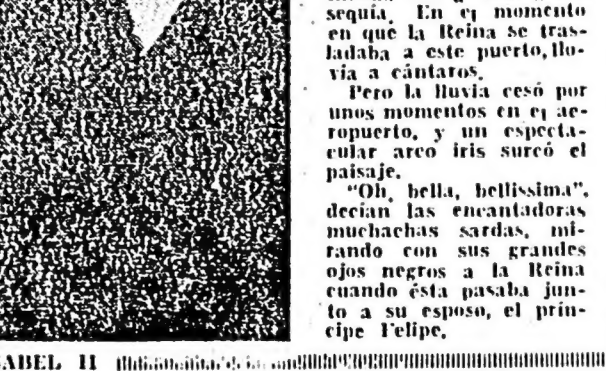 sequía. En el momento
en que la Reina se tras-
ladaba a este puerto, llo-
vía a cántaros.
Pero la lluvia cesó por
unos momentos en el ae-
ropuerto, y un especta-
cular arco iris surcó el
paisaje.
"Oh, bella, bellissima",
decían las encantadoras
muchachas sardas, mi-
rando con sus grandes
ojos negros a la Reina
cuando ésta pasaba jun-
to a su esposo, el prín-
cipe Felipe.
ABEL II